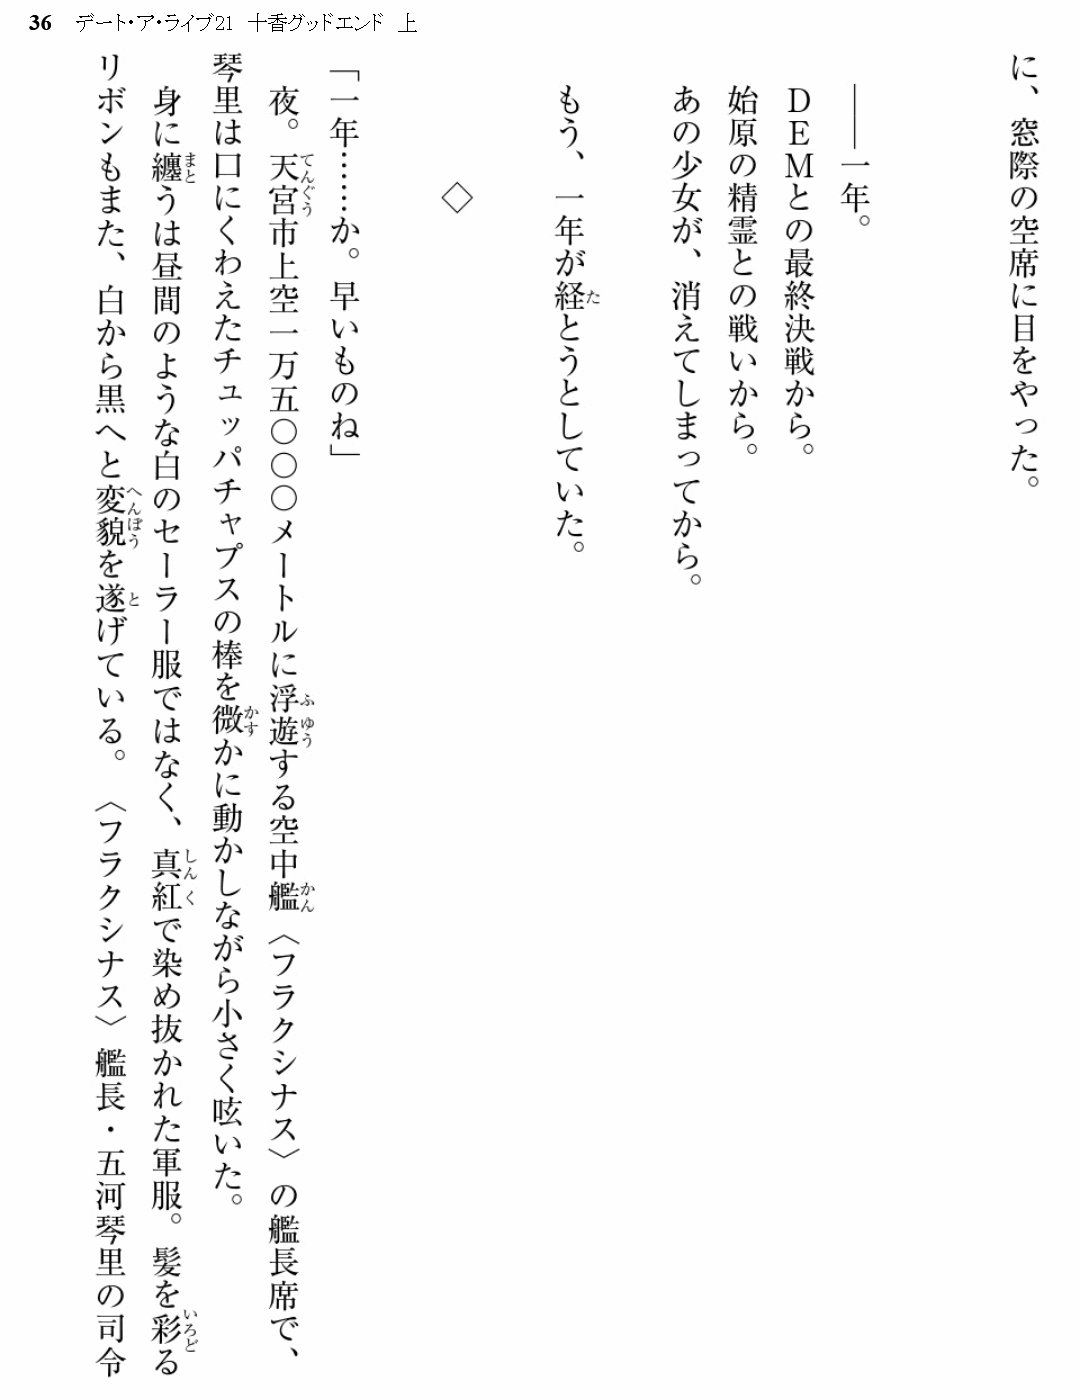 36 デート・ア・ライブ21 十香グッドエンド 上
に、窓際の空席に目をやった。
――一年。
DEMとの最終決戦から。
始原の精霊との戦いから。
あの少女が、消えてしまってから。
もう、一年が経とうとしていた。
◇
「一年……か。早いものね」
夜。天宮市上空一万五〇〇〇メートルに浮遊する空中艦〈フラクシナス〉の艦長席で、
琴里は口にくわえたチュッパチャプスの棒を微かに動かしながら小さく呟いた。
身に纏うは昼間のような白のセーラー服ではなく、真紅で染め抜かれた軍服。髪を彩る
リボンもまた、白から黒へと変貌を遂げている。〈フラクシナス〉艦長・五河琴里の司令